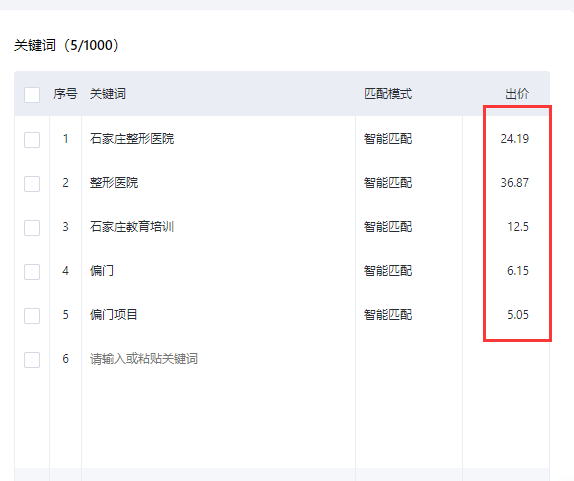 关键词（5/1000）
序号 关键词 匹配模式 出价
1 石家庄整形医院 智能匹配 24.19
2 整形医院 智能匹配 36.87
3 石家庄教育培训 智能匹配 12.5
4 偏门 智能匹配 6.15
5 偏门项目 智能匹配 5.05
6 请输入或粘贴关键词